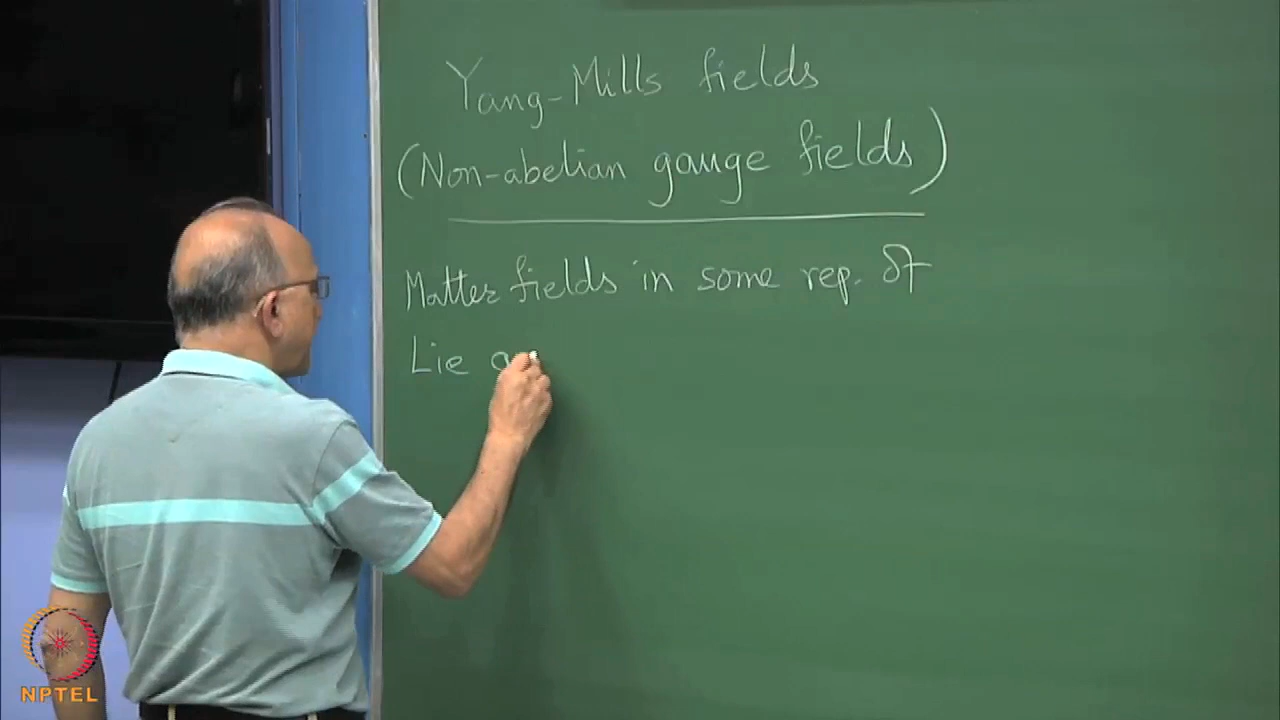 Yang-Mills fields
(Non-abelian gauge fields)
Matter fields in some rep. of
Lie
NPTEL